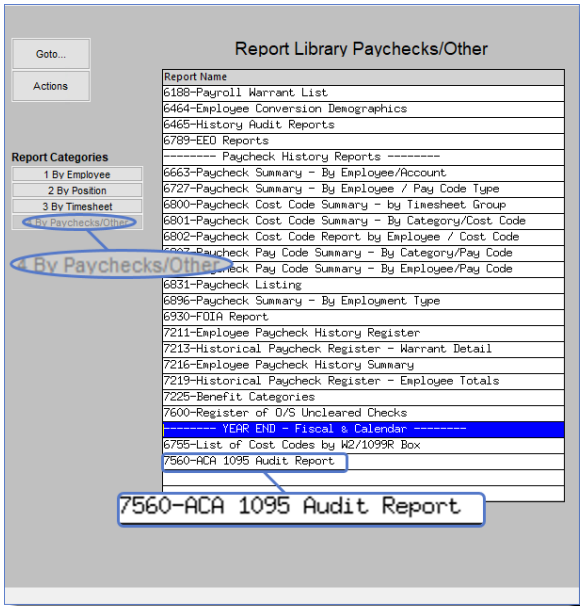 Report Library Paychecks/Other
Goto...
Actions
Report Categories
1 By Employee
2 By Position
3 By Timesheet
4 By Paychecks/Other
4 By Paychecks/Other
Report Name
6188-Payroll Warrant List
6464-Employee Conversion Demographics
6465-History Audit Reports
6789-EEO Reports
-------- Paycheck History Reports --------
6663-Paycheck Summary - By Employee/Account
6727-Paycheck Summary - By Employee / Pay Code Type
6800-Paycheck Cost Code Summary - by Timesheet Group
6801-Paycheck Cost Code Summary - By Category/Cost Code
6802-Paycheck Cost Code Report by Employee / Cost Code
Paycheck Pay Code Summary - By Category/Pay Code
Paycheck Pay Code Summary - By Employee/Pay Code
6831-Paycheck Listing
6896-Paycheck Summary - By Employment Type
6930-FOIA Report
7211-Employee Paycheck History Register
7213-Historical Paycheck Register - Warrant Detail
7216-Employee Paycheck History Summary
7219-Historical Paycheck Register - Employee Totals
7225-Benefit Categories
7600-Register of O/S Uncleared Checks
-------- YEAR END - Fiscal & Calendar --------
6755-List of Cost Codes by W2/1099R Box
7560-ACA 1095 Audit Report
7560-ACA 1095 Audit Report